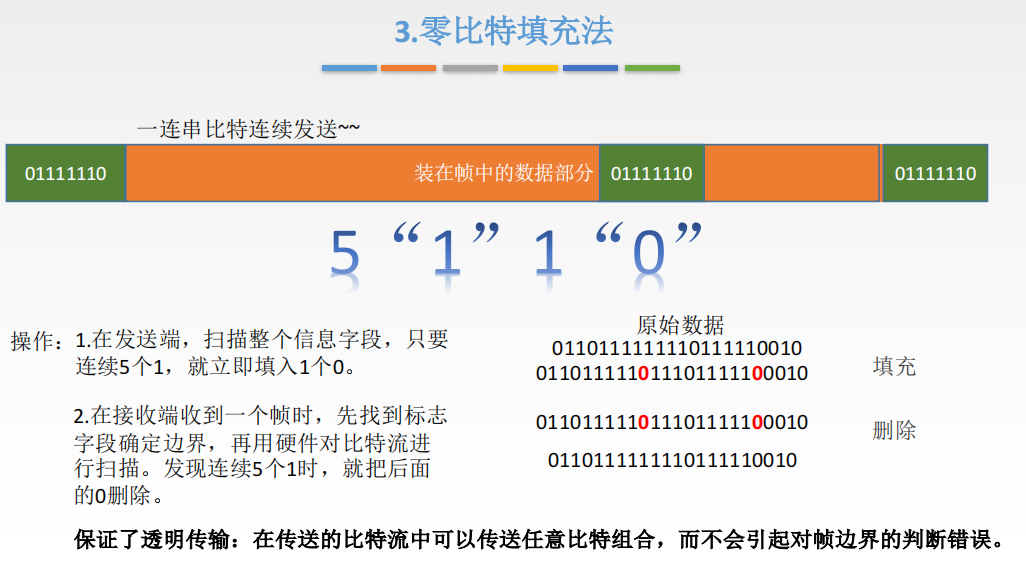 3.零比特填充法
一连串比特连续发送~~
01111110 装在帧中的数据部分 01111110 01111110
5“1”1“0”
操作：1.在发送端，扫描整个信息字段，只要
连续5个1，就立即填入1个0。
2.在接收端收到一个帧时，先找到标志
字段确定边界，再用硬件对比特流进
行扫描。发现连续5个1时，就把后面
的0删除。
原始数据
0110111111110111110010
011011111011101111100010
填充
011011111011101111100010
删除
0110111111110111110010
保证了透明传输：在传送的比特流中可以传送任意比特组合，而不会引起对帧边界的判断错误。